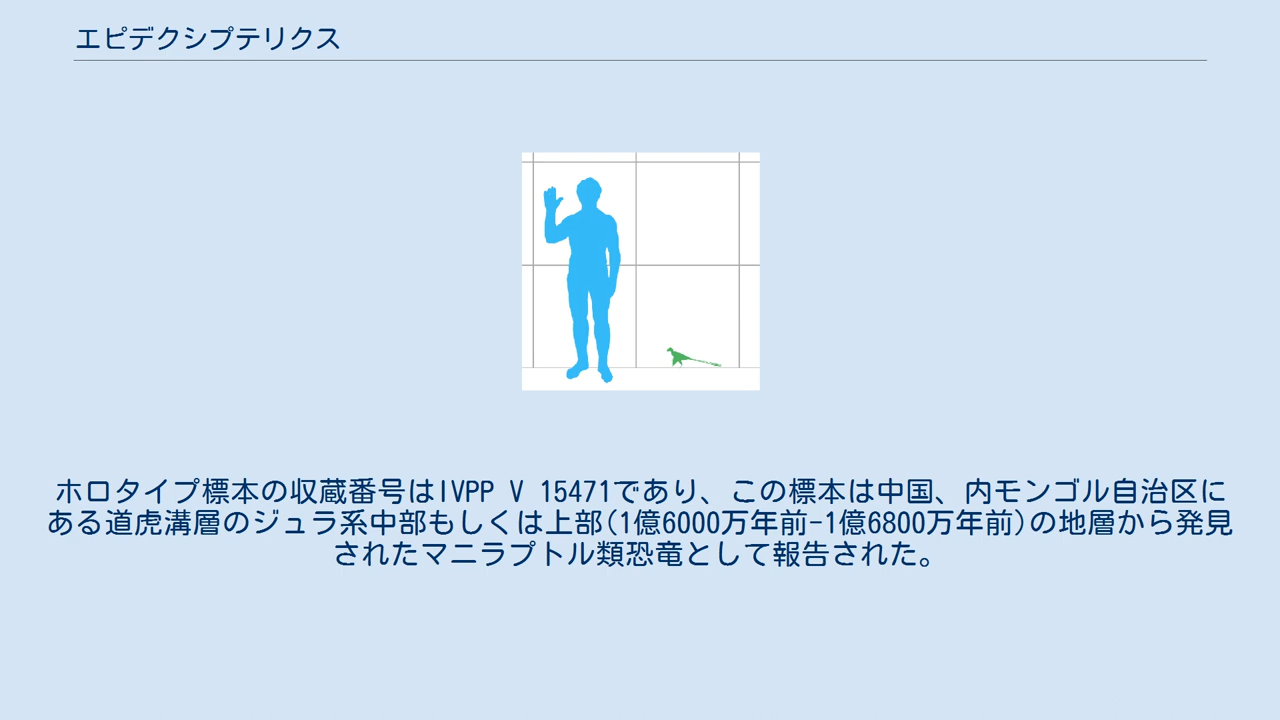 エピデクシプテリクス
ホロタイプ標本の収蔵番号はIVPP V 15471であり、この標本は中国、内モンゴル自治区に
ある道虎溝層のジュラ系中部もしくは上部(1億6000万年前-1億6800万年前)の地層から発見
されたマニラプトル類恐竜として報告された。